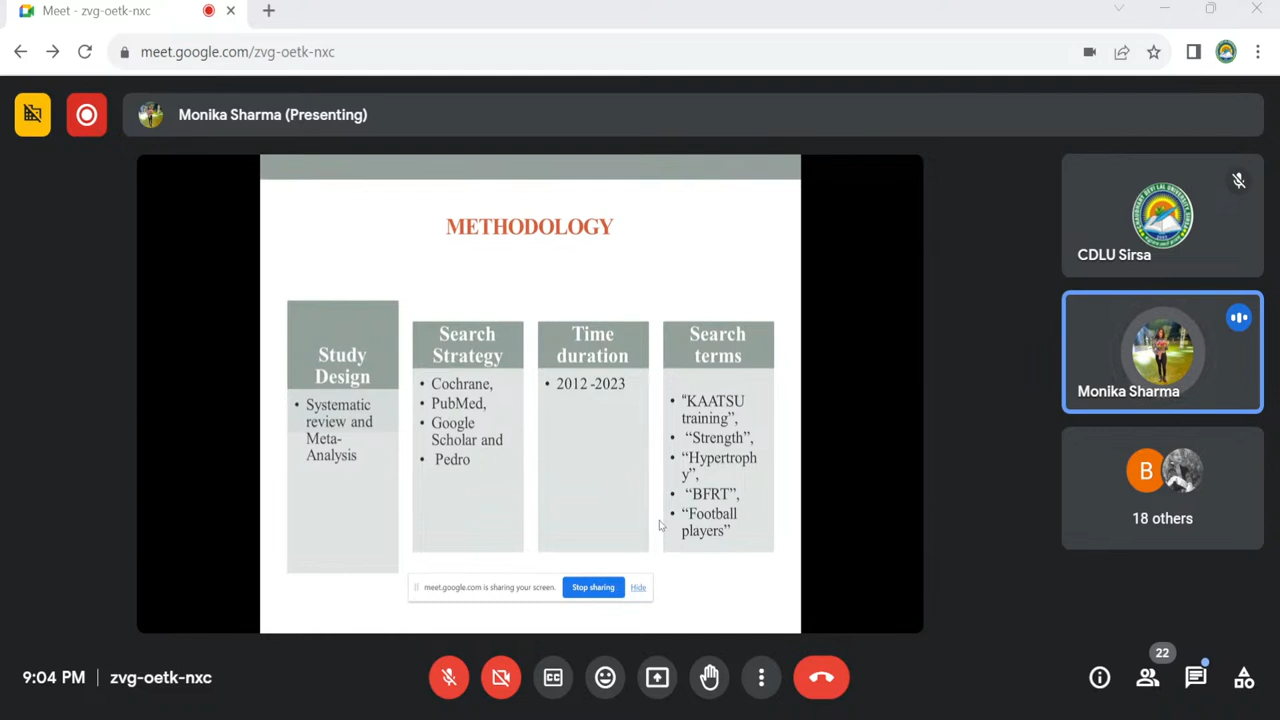 Meet - zvg-oetk-nxc
meet.google.com/zvg-oetk-nxc
Monika Sharma (Presenting)
METHODOLOGY
Study
Design
• Systematic
review and
Meta-
Analysis
Search
Strategy
• Cochrane,
• PubMed,
• Google
Scholar and
• Pedro
Time
duration
• 2012 -2023
Search
terms
• “KAATSU
training”,
• “Strength”,
• “Hypertroph
y”,
• “BFRT”,
• “Football
players”
meet.google.com is sharing your screen.
Stop sharing
Hide
CDLU Sirsa
Monika Sharma
B
18 others
9:04 PM
zvg-oetk-nxc
CC
22